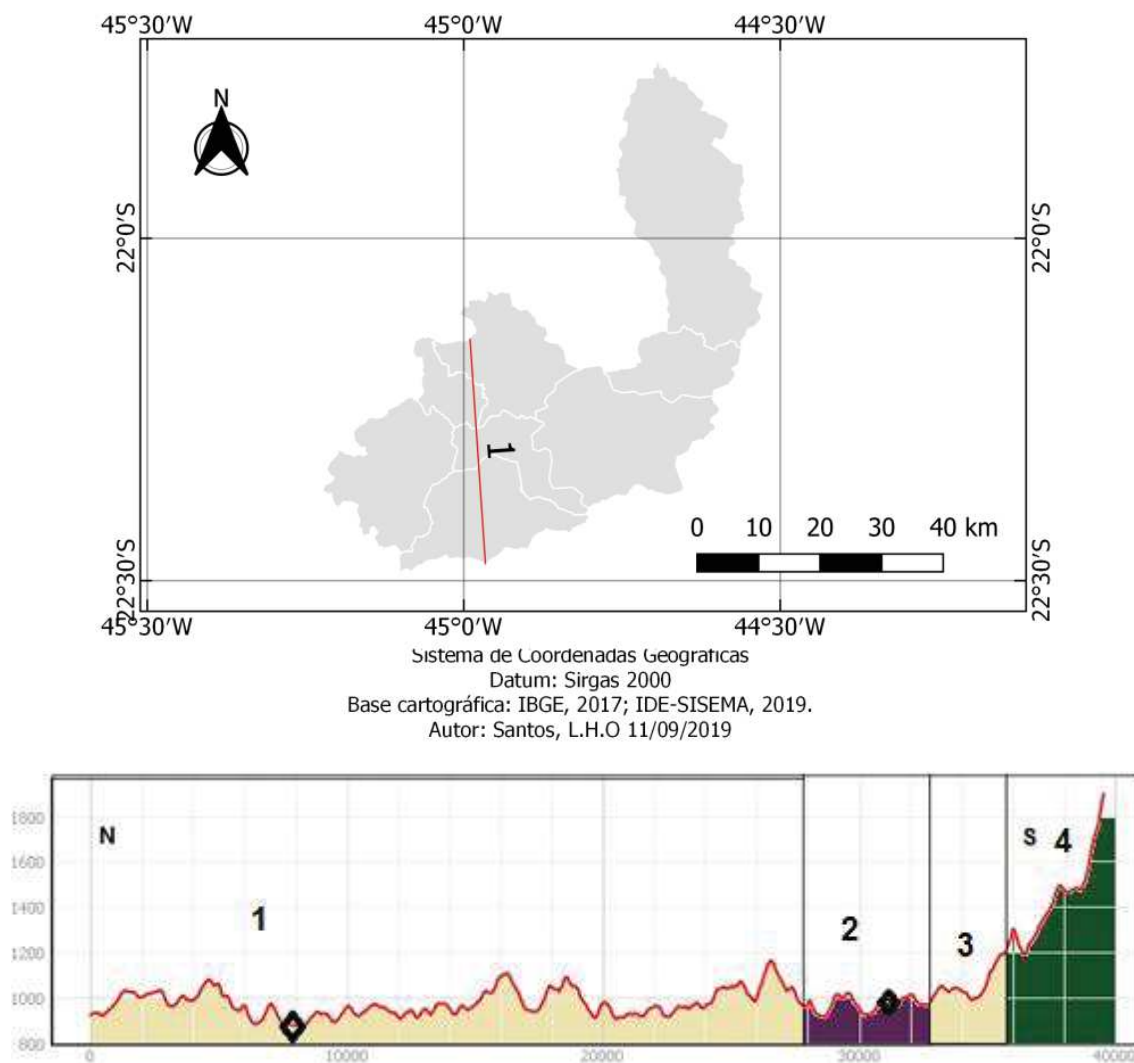 45°30′W 45°0′W 44°30′W
N
22°0′S 22°0′S
1
0 10 20 30 40 km
22°30′S 22°30′S
45°30′W 45°0′W 44°30′W
Sistema de Coordenadas Geográficas
Datum: Sirgas 2000
Base cartográfica: IBGE, 2017; IDE-SISEMA, 2019.
Autor: Santos, L.H.O 11/09/2019
1800 N S 4
1600
1400 1 2 3
1200
1000
800
0 10000 20000 30000 40000